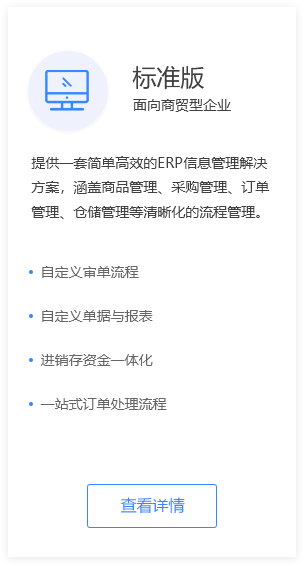 标准版
面向商贸型企业
提供一套简单高效的ERP信息管理解决
方案，涵盖商品管理、采购管理、订单
管理、仓储管理等清晰化的流程管理。
自定义审单流程
自定义单据与报表
进销存资金一体化
一站式订单处理流程
查看详情